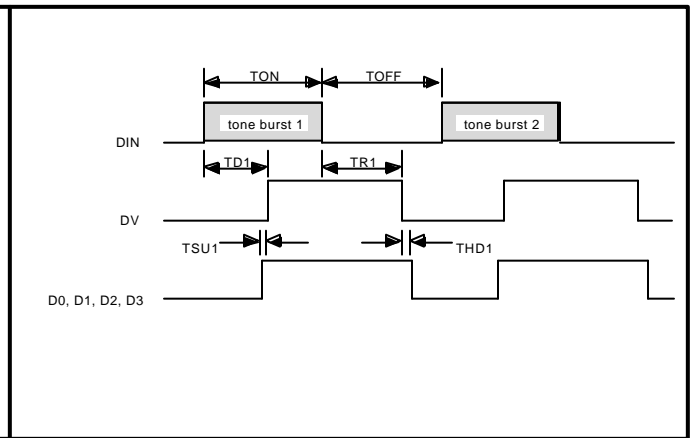 TON TOFF
tone burst 1 tone burst 2
DIN
TD1 TR1
DV
TSU1 THD1
D0, D1, D2, D3